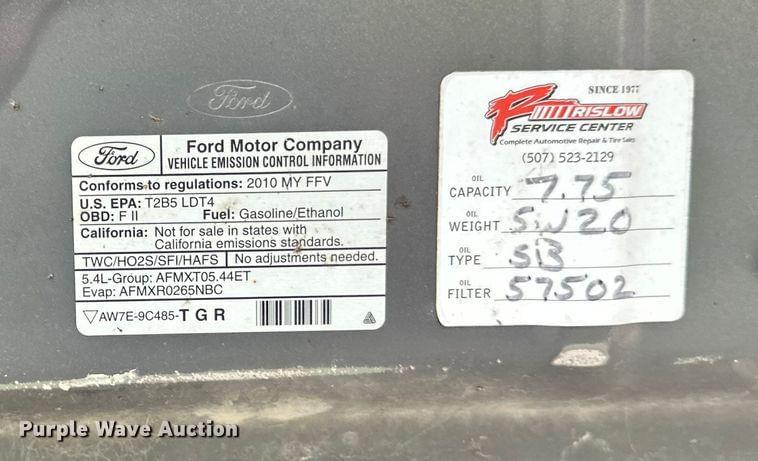 Ford
Ford
Ford Motor Company
VEHICLE EMISSION CONTROL INFORMATION
Conforms to regulations: 2010 MY FFV
U.S. EPA: T2B5 LDT4
OBD: F II Fuel: Gasoline/Ethanol
California: Not for sale in states with
California emissions standards.
TWC/HO2S/SFI/HAFS No adjustments needed.
5.4L-Group: AFMXT05.44ET
Evap: AFMXR0265NBC
AW7E-9C485-T G R
SINCE 1977
PRISLOW
SERVICE CENTER
Complete Automotive Repair & Tire Sales
(507) 523-2129
OIL CAPACITY 7.75
OIL WEIGHT 5W20
OIL TYPE SB
OIL FILTER 57502
Purple Wave Auction